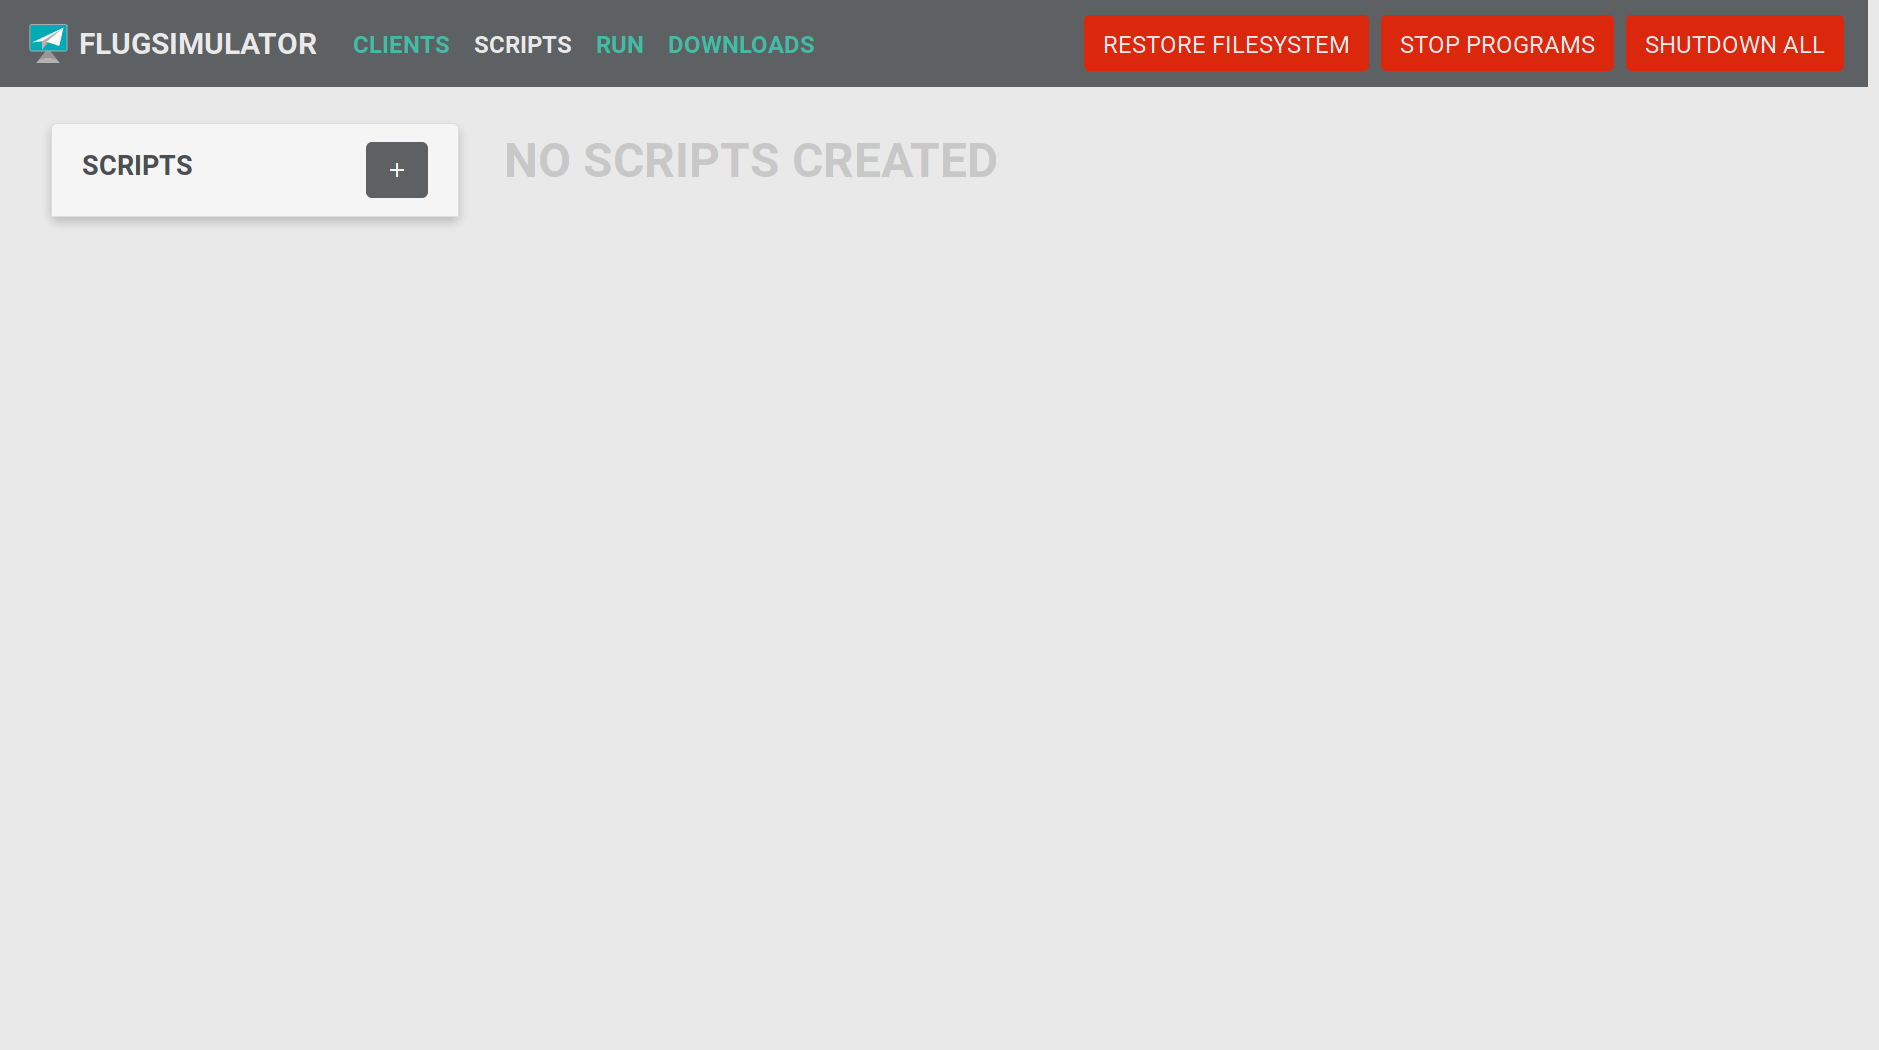 FLUGSIMULATOR CLIENTS SCRIPTS RUN DOWNLOADS RESTORE FILESYSTEM STOP PROGRAMS SHUTDOWN ALL
SCRIPTS +
NO SCRIPTS CREATED